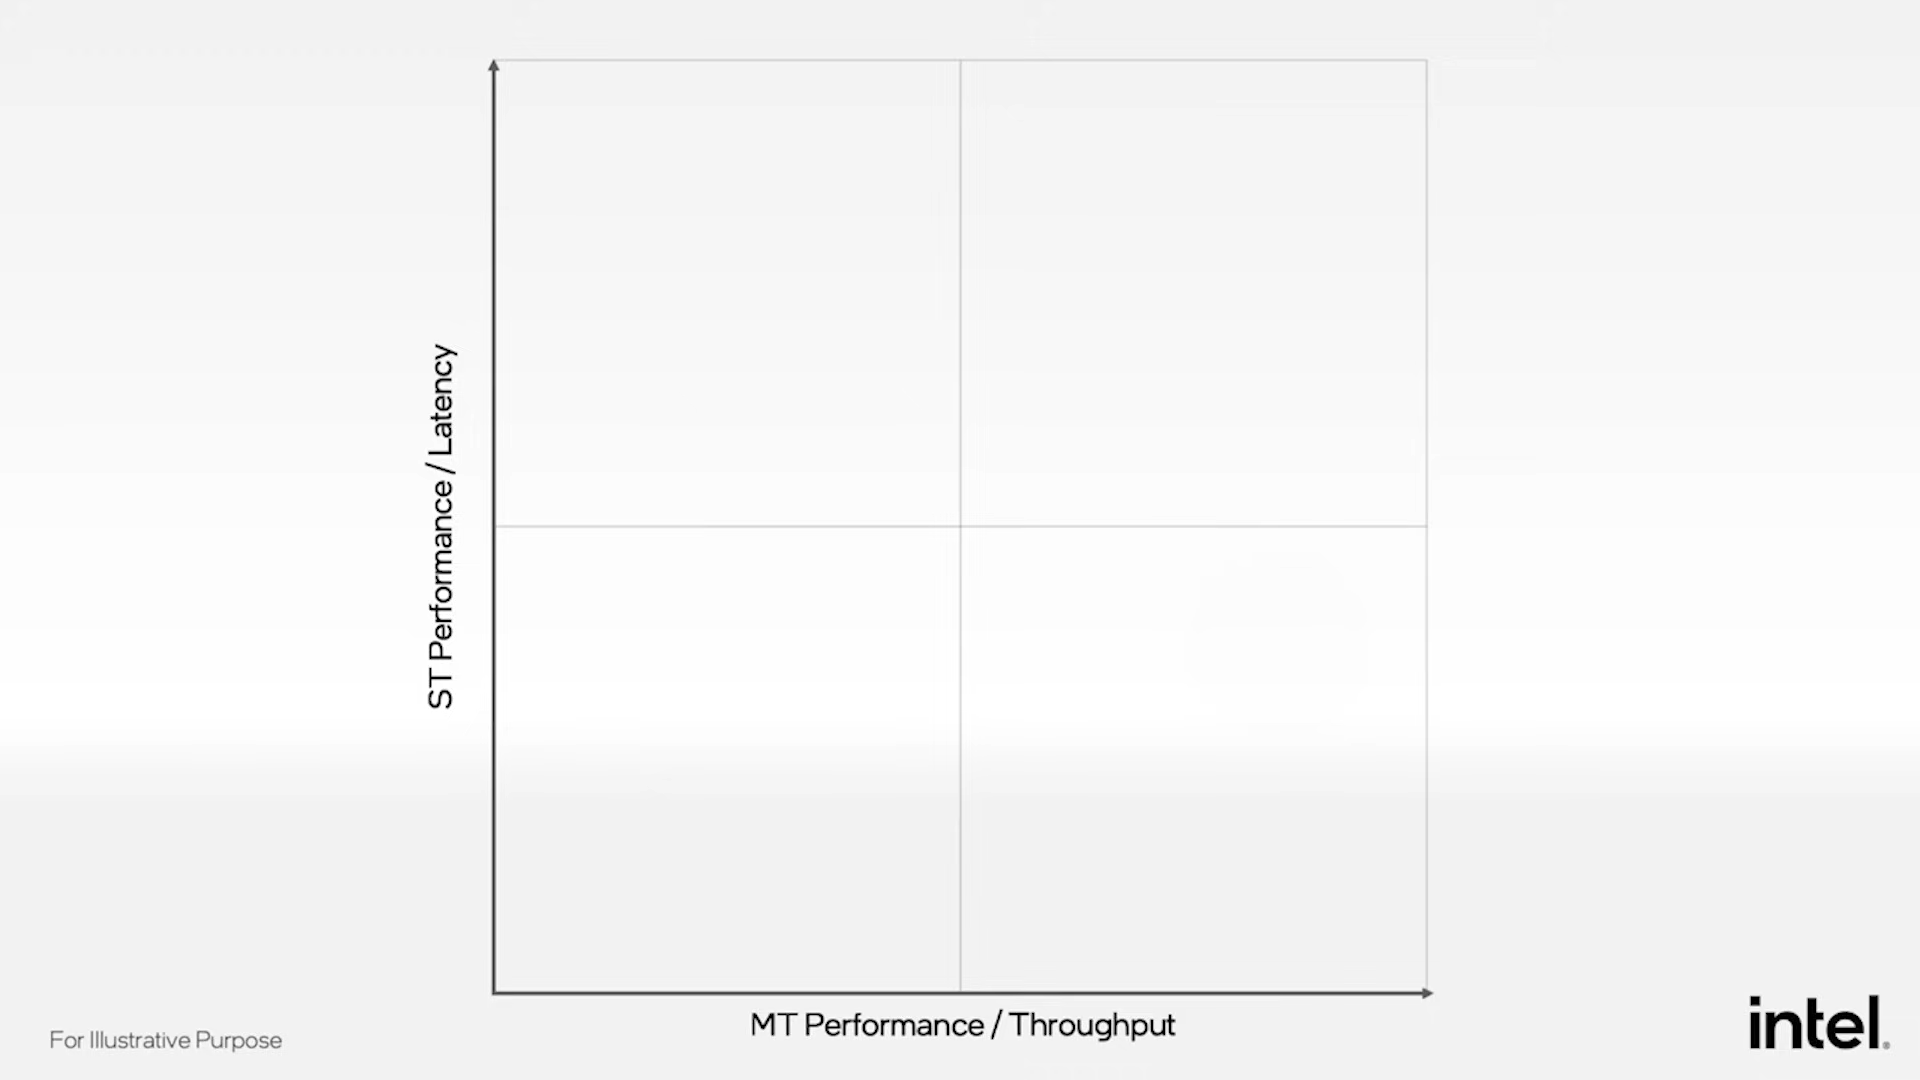 ST Performance / Latency
MT Performance / Throughput
For Illustrative Purpose
intel®